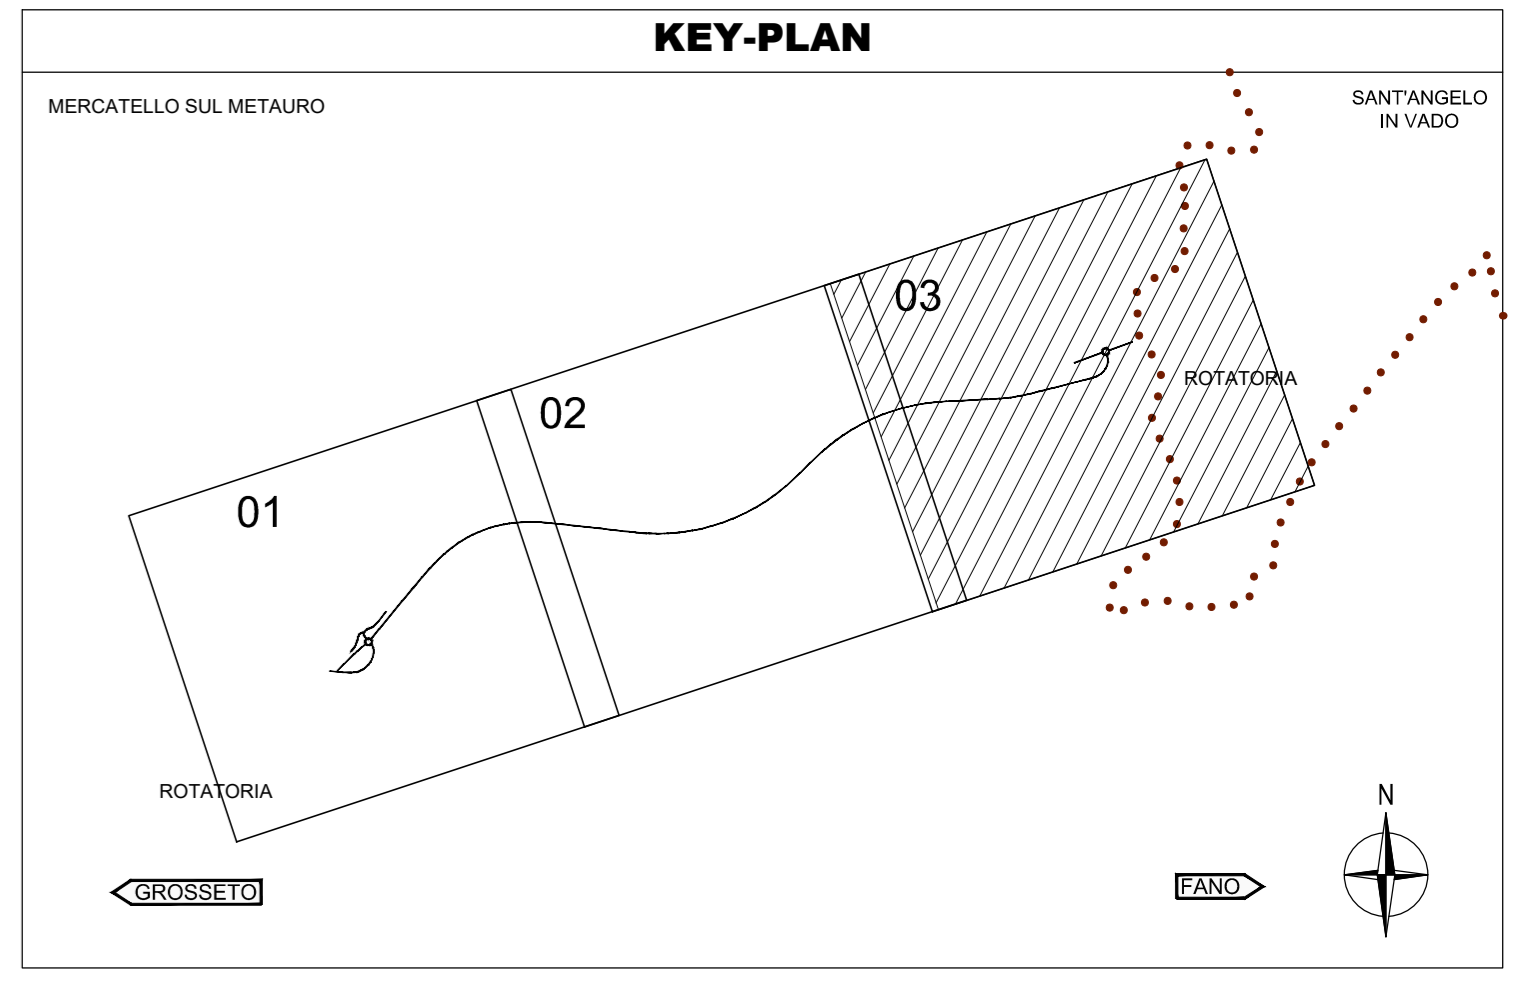 KEY-PLAN
MERCATELLO SUL METAURO
SANT'ANGELO
IN VADO
03
ROTATORIA
02
01
ROTATORIA
N
GROSSETO
FANO